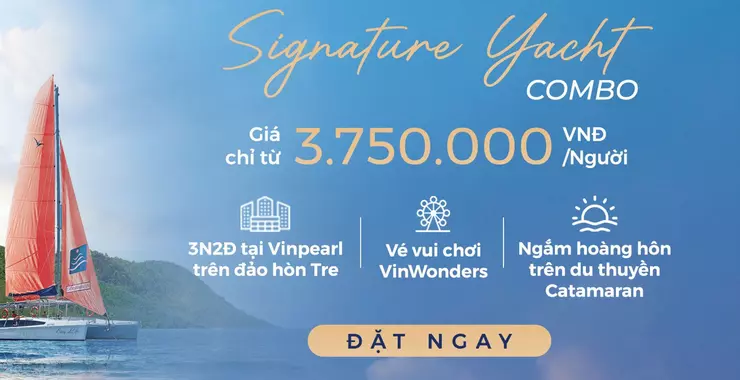 Signature Yacht
COMBO
Giá
chỉ từ
3.750.000
VNĐ
/Người
3N2Đ tại Vinpearl
trên đảo hòn Tre
Vé vui chơi
VinWonders
Ngắm hoàng hôn
trên du thuyền
Catamaran
ĐẶT NGAY